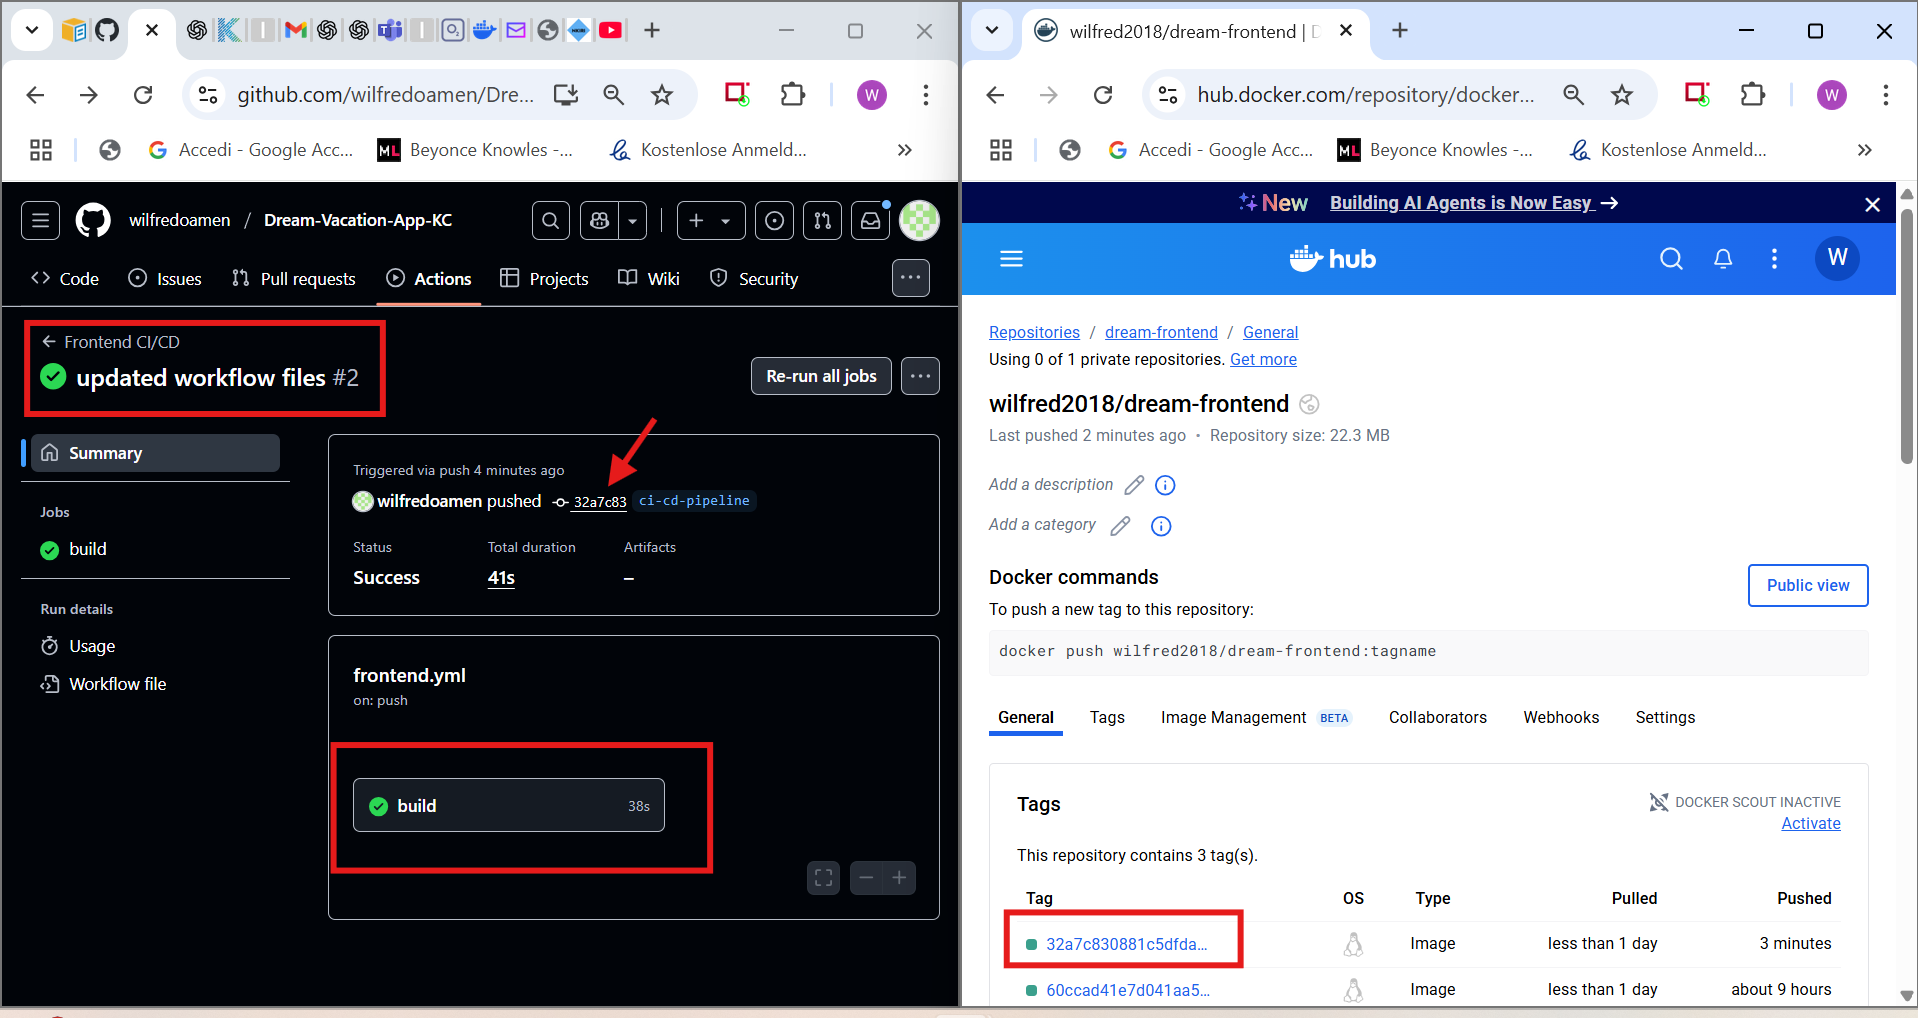 github.com/wilfredoamen/Dre...
W
Accedi - Google Acc...
ML
Beyonce Knowles -...
Kostenlose Anmeld...
wilfredoamen / Dream-Vacation-App-KC
Code
Issues
Pull requests
Actions
Projects
Wiki
Security
Frontend CI/CD
updated workflow files #2
Re-run all jobs
Summary
Jobs
build
Run details
Usage
Workflow file
Triggered via push 4 minutes ago
wilfredoamen pushed 32a7c83 ci-cd-pipeline
Status Total duration Artifacts
Success 41s –
frontend.yml
on: push
build 38s
wilfred2018/dream-frontend | D
hub.docker.com/repository/docker...
W
Accedi - Google Acc...
ML
Beyonce Knowles -...
Kostenlose Anmeld...
New Building AI Agents is Now Easy →
hub
W
Repositories / dream-frontend / General
Using 0 of 1 private repositories. Get more
wilfred2018/dream-frontend
Last pushed 2 minutes ago • Repository size: 22.3 MB
Add a description
Add a category
Docker commands
Public view
To push a new tag to this repository:
docker push wilfred2018/dream-frontend:tagname
General Tags Image Management BETA Collaborators Webhooks Settings
Tags
DOCKER SCOUT INACTIVE
Activate
This repository contains 3 tag(s).
Tag OS Type Pulled Pushed
32a7c830881c5dfda... Image less than 1 day 3 minutes
60ccad41e7d041aa5... Image less than 1 day about 9 hours